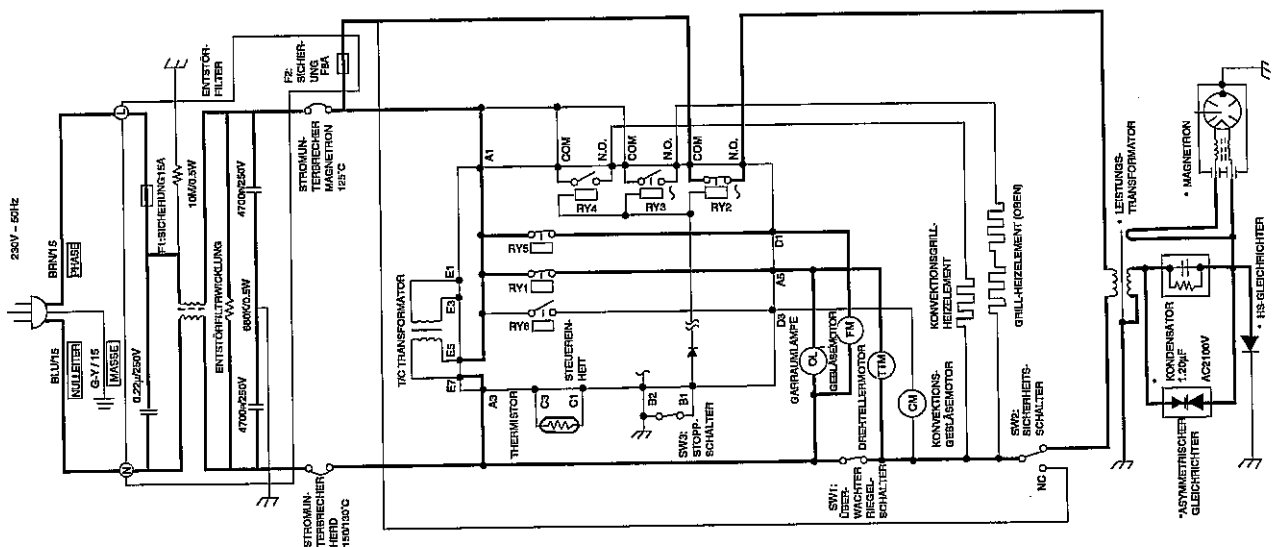 230V ~ 50Hz
BRN/15
PHASE
BLU/15
NULLEITER
G-Y / 15
MASSE
L
N
0.22µ/250V
F1:SICHERUNG15A
10M/0.5W
ENTSTÖR-
FILTER
ENTSTÖRFILTRWICKLUNG
680K/0.5W
4700n/250V
4700n/250V
F2:
SICHER-
UNG
F8A
STROMUN-
TERBRECHER
MAGNETRON
125°C
STROMUN-
TERBRECHER
HERD
150/130°C
T/C TRANSFORMATOR
E1
E3
E5
E7
A1
A3
COM
N.O.
COM
N.O.
COM
N.O.
RY4
RY3
RY2
RY5
RY1
RY6
D1
A5
D3
THERMISTOR
C3
C1
STEUEREIN-
HEIT
B2
B1
SW3:
STOPP-
SCHALTER
GARRAUMLAMPE
OL
GEBLÄSEMOTOR
FM
DREHTELLERMOTOR
TTM
KONVEKTIONS-
GEBLÄSEMOTOR
CM
KONVEKTIONSGRILL-
HEIZELEMENT
GRILL-HEIZELEMENT (OBEN)
SW1:
ÜBER-
WACHTER
RIEGEL-
SCHALTER
SW2:
SICHERHEITS-
SCHALTER
NC
* LEISTUNGS-
TRANSFORMATOR
* MAGNETRON
* KONDENSATOR
1.20µF
AC2100V
*ASYMMETRISCHER
GLEICHRICHTER
* HS-GLEICHRICHTER